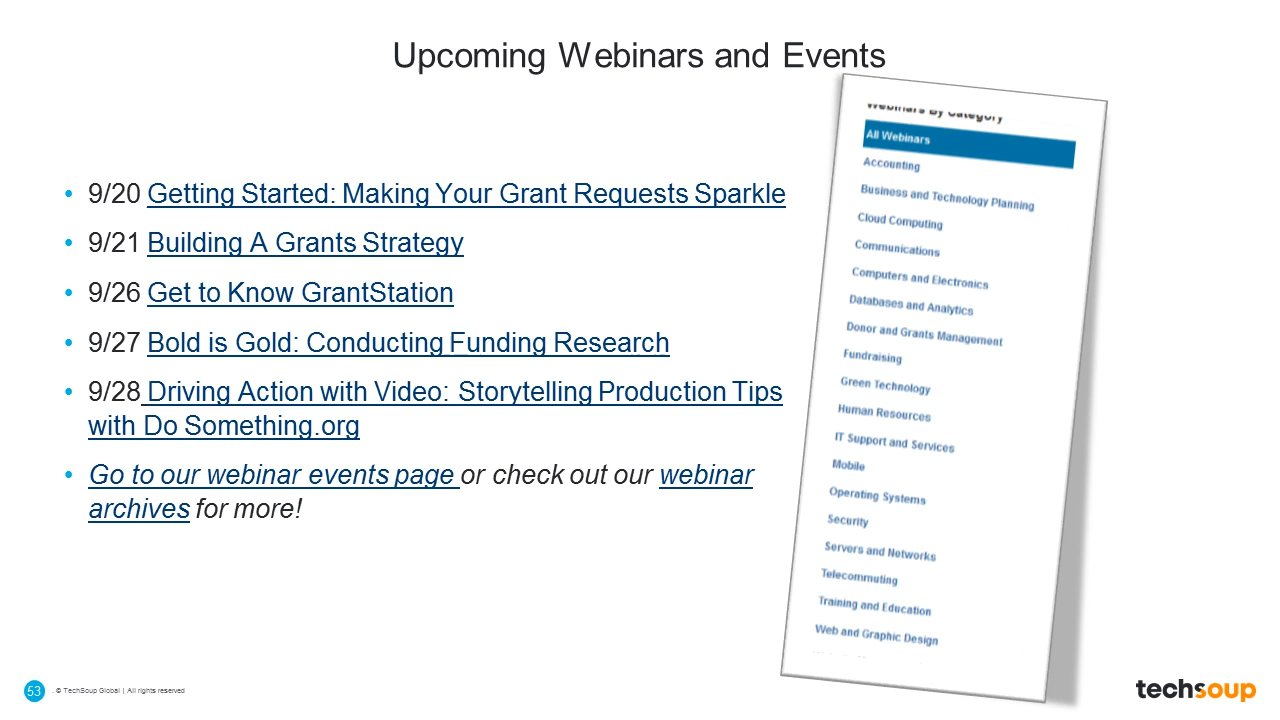 Upcoming Webinars and Events
• 9/20 Getting Started: Making Your Grant Requests Sparkle
• 9/21 Building A Grants Strategy
• 9/26 Get to Know GrantStation
• 9/27 Bold is Gold: Conducting Funding Research
• 9/28 Driving Action with Video: Storytelling Production Tips
with Do Something.org
• Go to our webinar events page or check out our webinar
archives for more!
Webinars By Category
All Webinars
Accounting
Business and Technology Planning
Cloud Computing
Communications
Computers and Electronics
Databases and Analytics
Donor and Grants Management
Fundraising
Green Technology
Human Resources
IT Support and Services
Mobile
Operating Systems
Security
Servers and Networks
Telecommuting
Training and Education
Web and Graphic Design
53 . © TechSoup Global | All rights reserved
techsoup